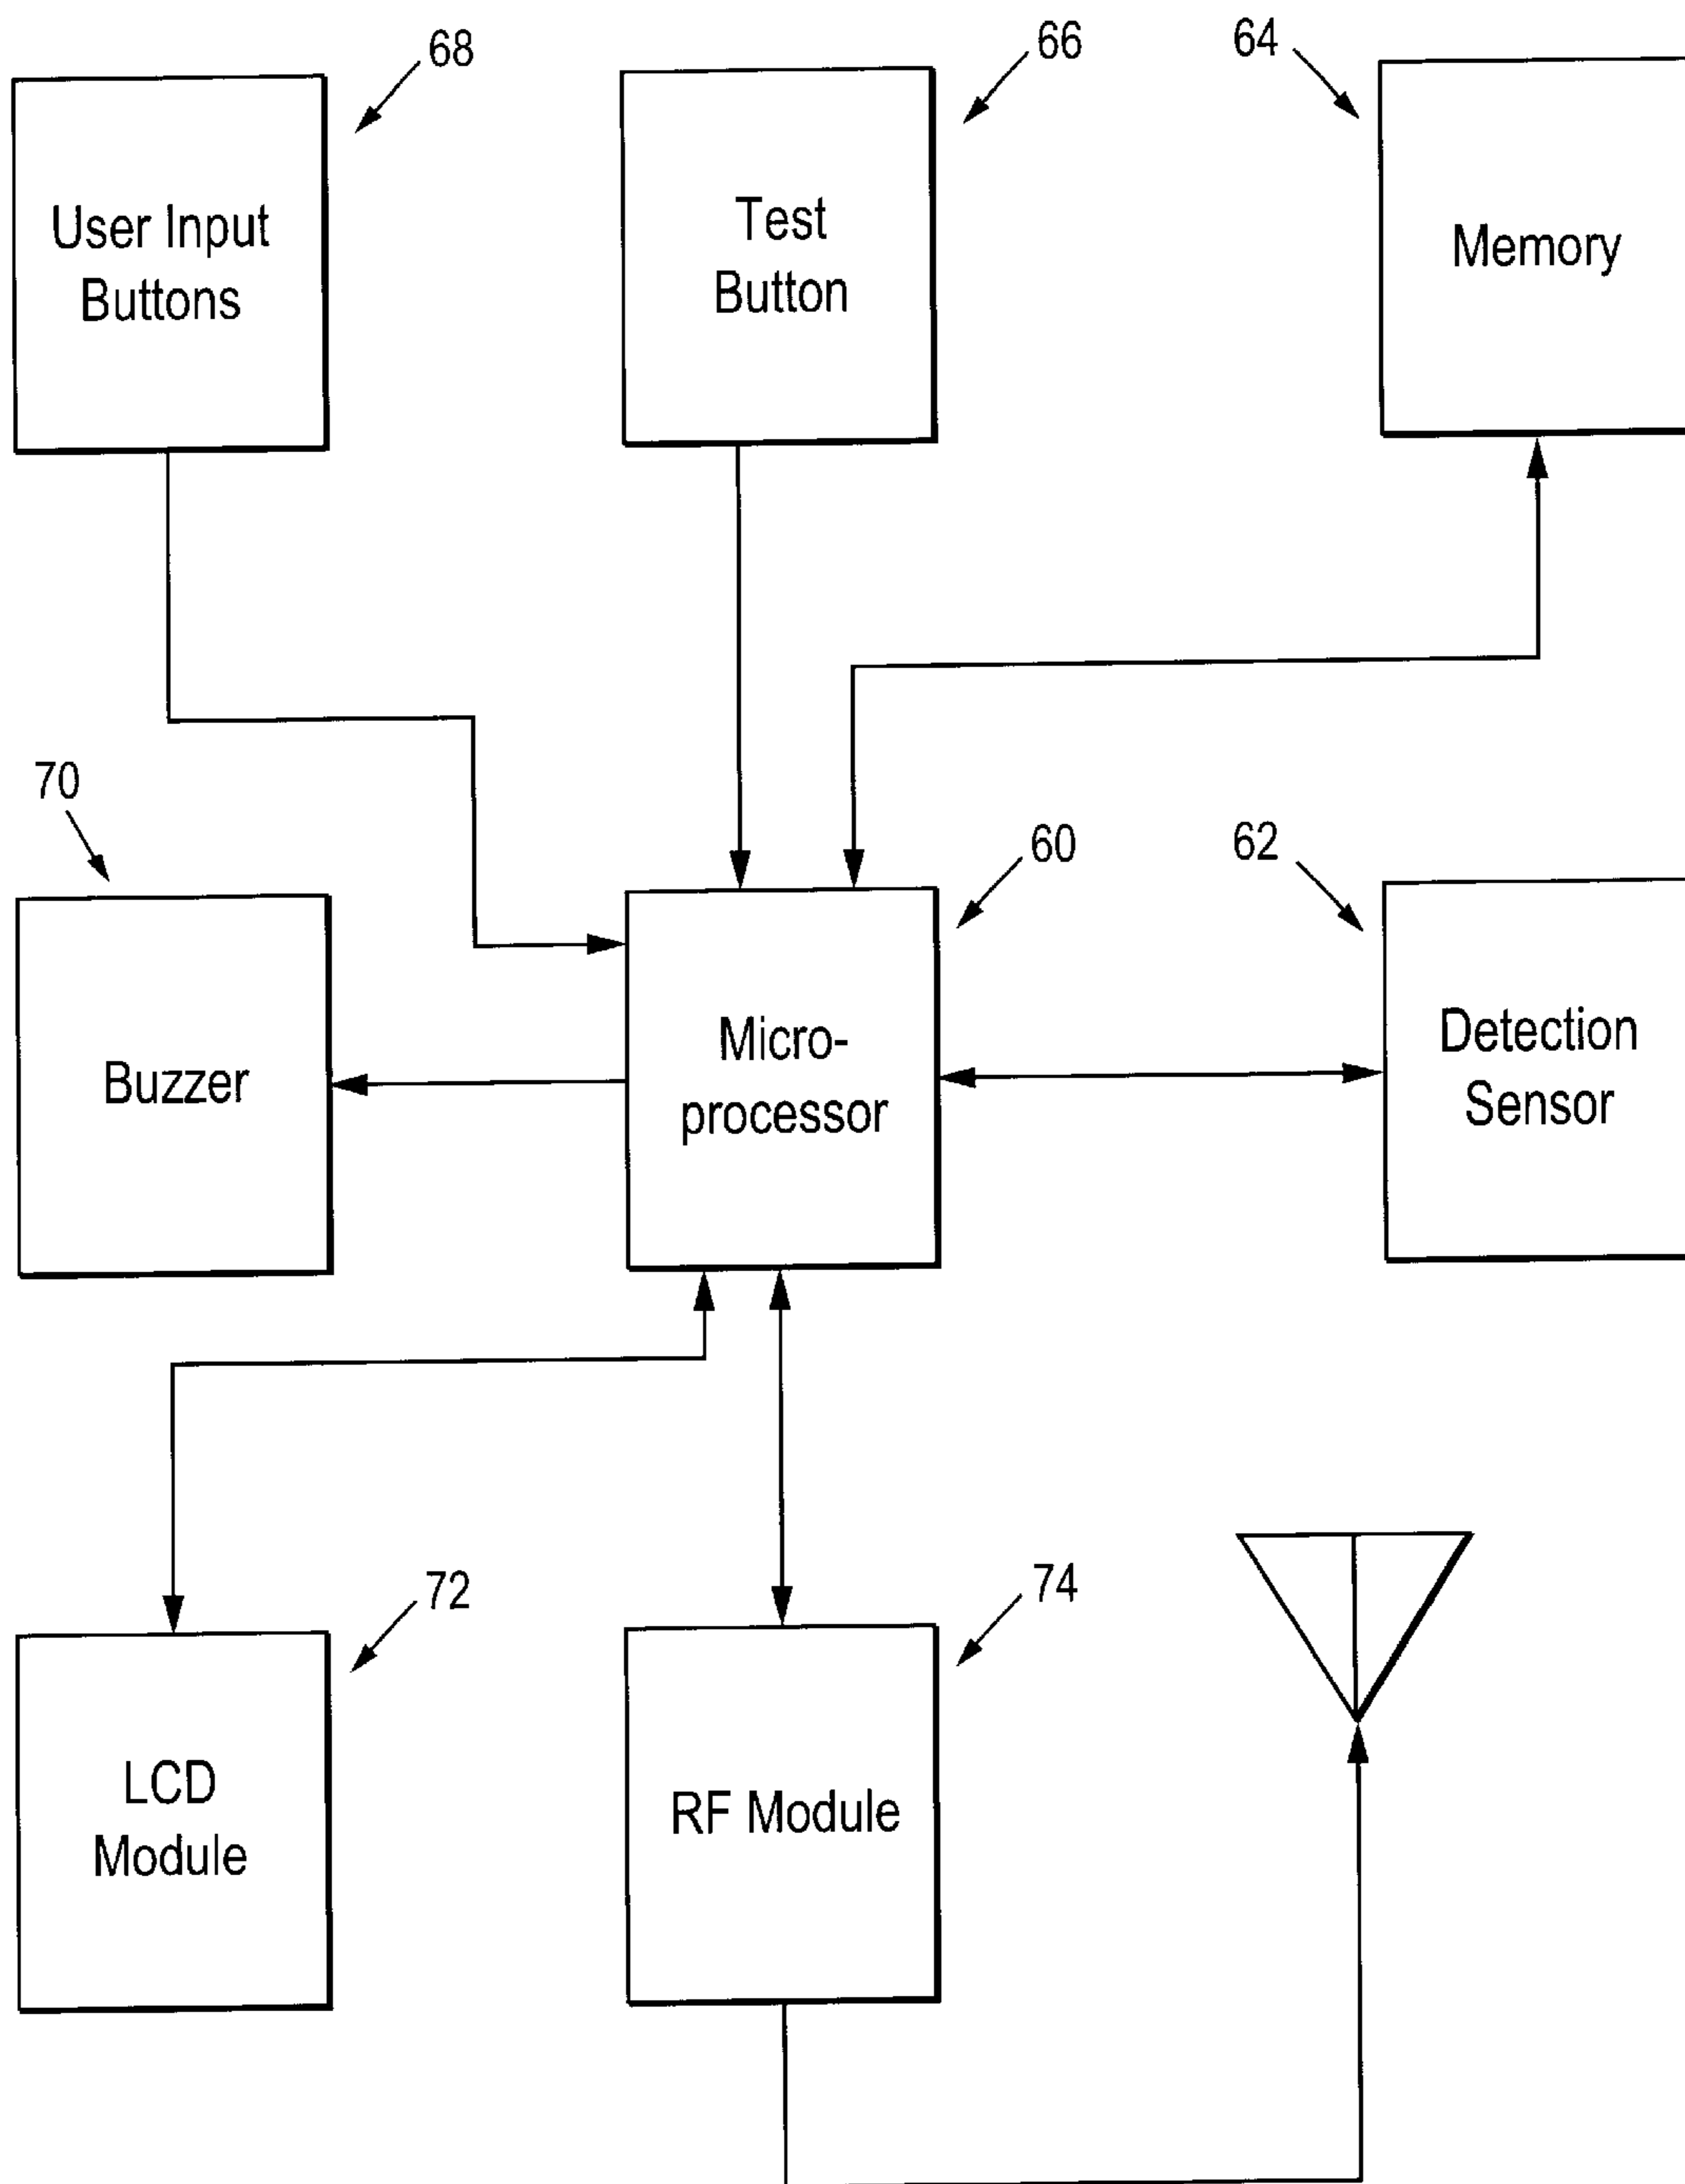 68
66
64
User Input
Buttons
Test
Button
Memory
70
60
62
Buzzer
Micro-
processor
Detection
Sensor
72
74
LCD
Module
RF Module